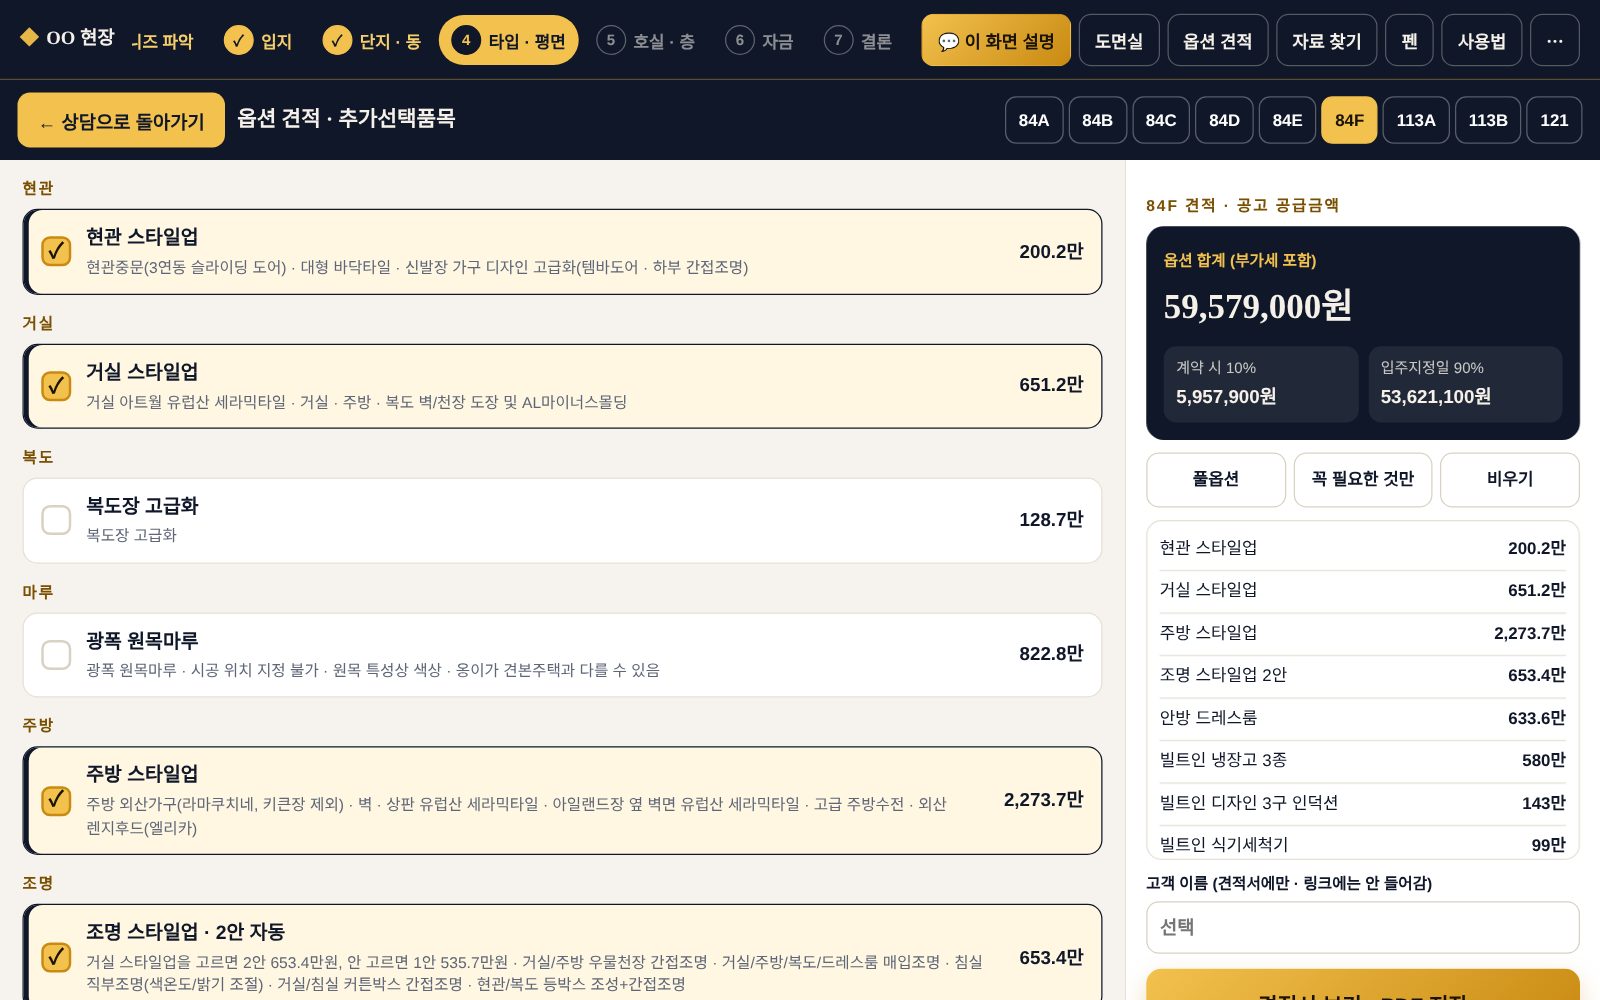 OO 현장
니즈 파악
입지
단지 · 동
4 타입 · 평면
5 호실 · 층
6 자금
7 결론
이 화면 설명
도면실
옵션 견적
자료 찾기
펜
사용법
⋯
← 상담으로 돌아가기
옵션 견적 · 추가선택품목
84A
84B
84C
84D
84E
84F
113A
113B
121
현관
현관 스타일업
현관중문(3연동 슬라이딩 도어) · 대형 바닥타일 · 신발장 가구 디자인 고급화(템바도어 · 하부 간접조명)
200.2만
거실
거실 스타일업
거실 아트월 유럽산 세라믹타일 · 거실 · 주방 · 복도 벽/천장 도장 및 AL마이너스몰딩
651.2만
복도
복도장 고급화
복도장 고급화
128.7만
마루
광폭 원목마루
광폭 원목마루 · 시공 위치 지정 불가 · 원목 특성상 색상 · 옹이가 견본주택과 다를 수 있음
822.8만
주방
주방 스타일업
주방 외산가구(라마쿠치네, 키큰장 제외) · 벽 · 상판 유럽산 세라믹타일 · 아일랜드장 옆 벽면 유럽산 세라믹타일 · 고급 주방수전 · 외산
렌지후드(엘리카)
2,273.7만
조명
조명 스타일업 · 2안 자동
거실 스타일업을 고르면 2안 653.4만원, 안 고르면 1안 535.7만원 · 거실/주방 우물천장 간접조명 · 거실/주방/복도/드레스룸 매입조명 · 침실
직부조명(색온도/밝기 조절) · 거실/침실 커튼박스 간접조명 · 현관/복도 등박스 조성+간접조명
653.4만
84F 견적 · 공고 공급금액
옵션 합계 (부가세 포함)
59,579,000원
계약 시 10%
5,957,900원
입주지정일 90%
53,621,100원
풀옵션
꼭 필요한 것만
비우기
현관 스타일업 200.2만
거실 스타일업 651.2만
주방 스타일업 2,273.7만
조명 스타일업 2안 653.4만
안방 드레스룸 633.6만
빌트인 냉장고 3종 580만
빌트인 디자인 3구 인덕션 143만
빌트인 식기세척기 99만
고객 이름 (견적서에만 · 링크에는 안 들어감)
선택